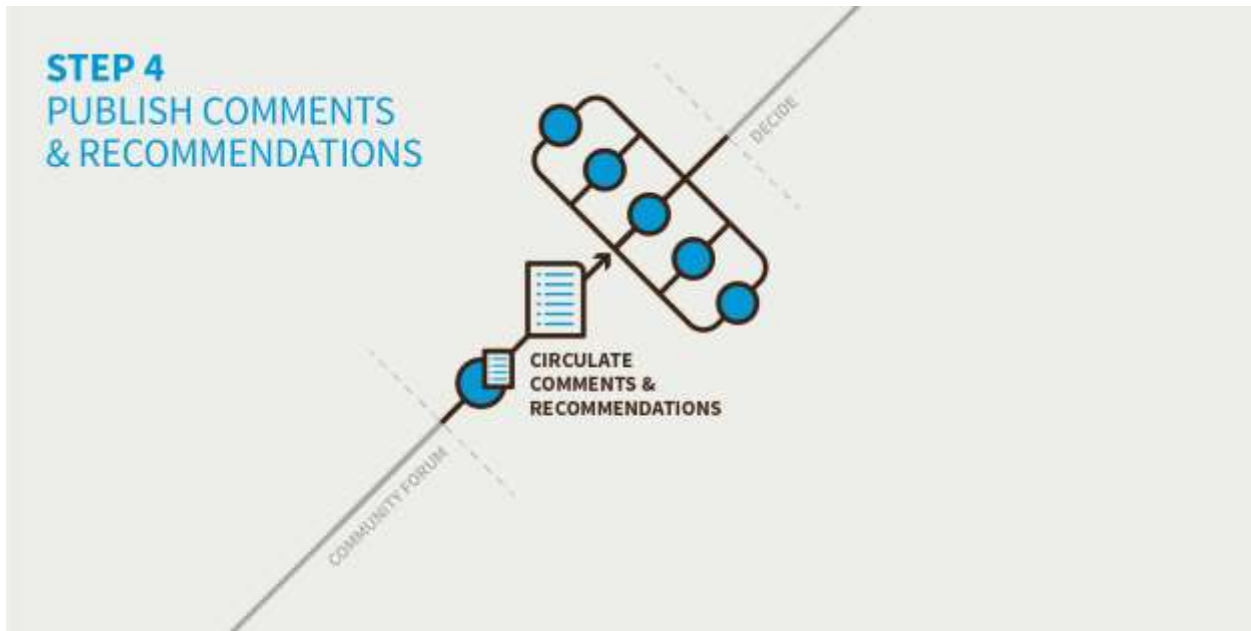 STEP 4
PUBLISH COMMENTS
& RECOMMENDATIONS
DECIDE
CIRCULATE
COMMENTS &
RECOMMENDATIONS
COMMUNITY FORUM